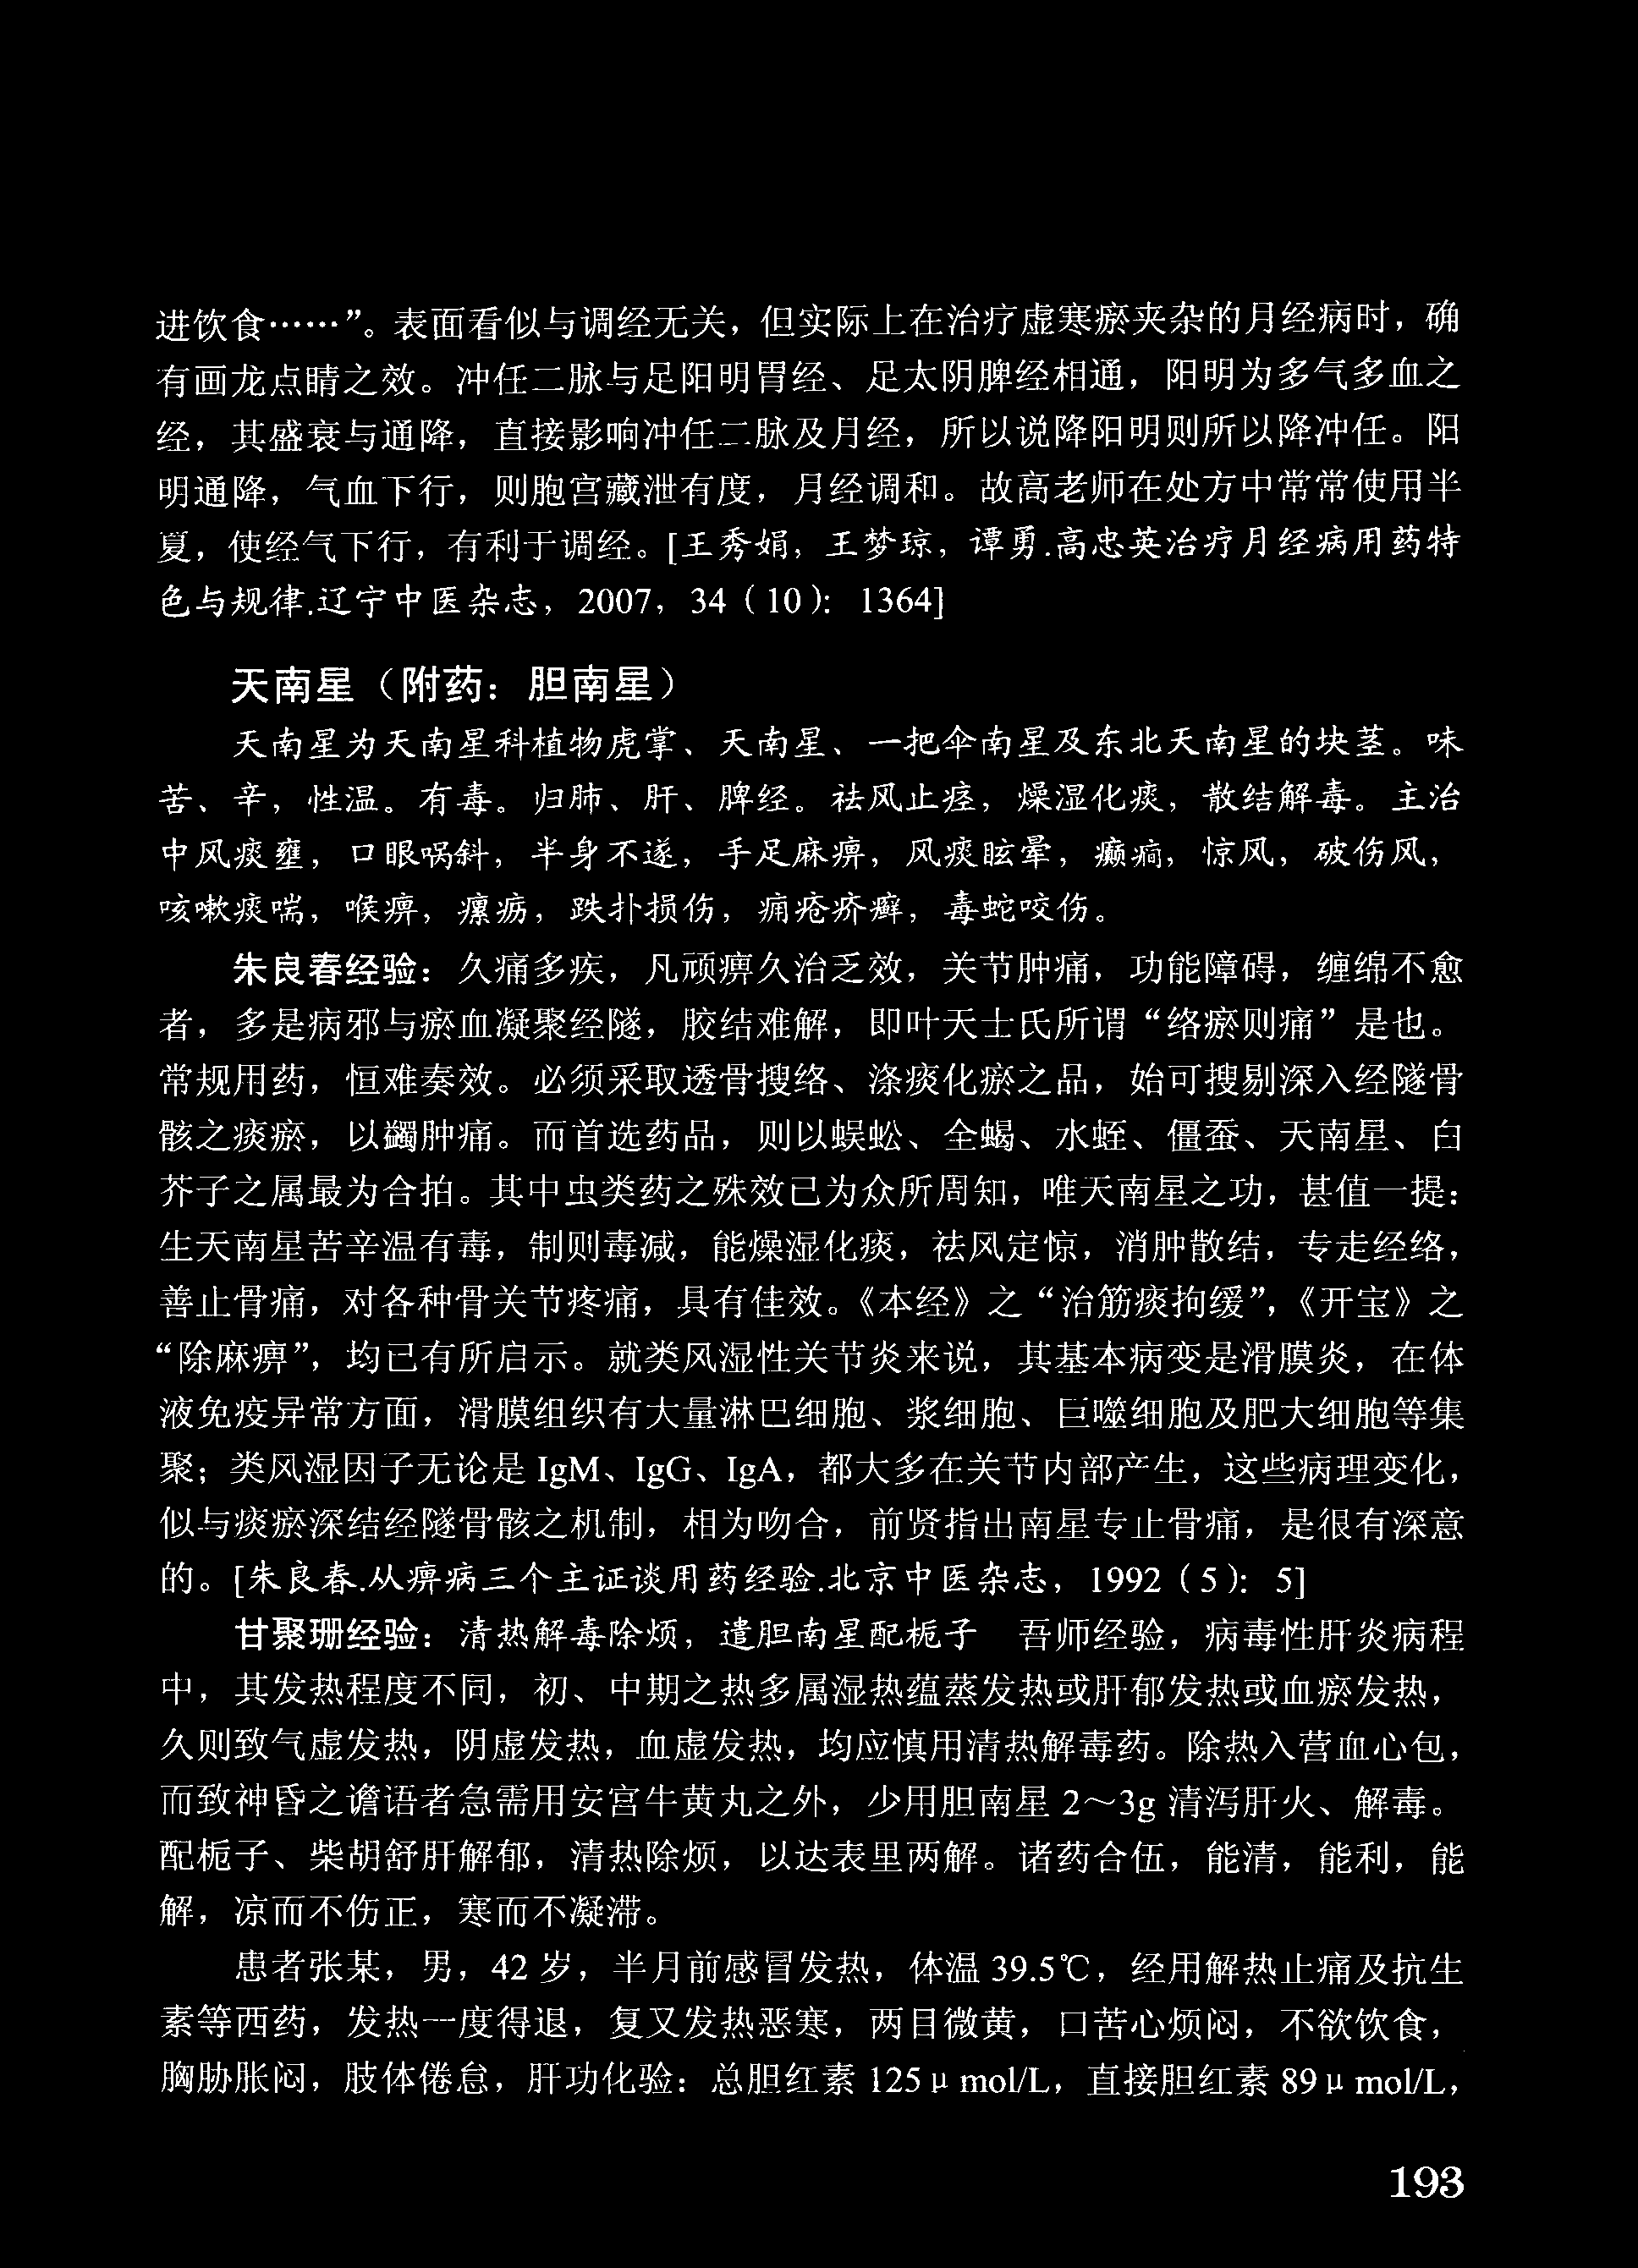 进饮食……”。表面看似与调经无关，但实际上在治疗虚寒瘀夹杂的月经病时，确
有画龙点睛之效。冲任二脉与足阳明胃经、足太阴脾经相通，阳明为多气多血之
经，其盛衰与通降，直接影响冲任二脉及月经，所以说降阳明则所以降冲任。阳
明通降，气血下行，则胞宫藏泄有度，月经调和。故高老师在处方中常常使用半
夏，使经气下行，有利于调经。[王秀娟，王梦琼，谭勇.高忠英治疗月经病用药特
色与规律.辽宁中医杂志，2007，34（10）：1364]
天南星（附药：胆南星）
天南星为天南星科植物虎掌、天南星、一把伞南星及东北天南星的块茎。味
苦、辛，性温。有毒。归肺、肝、脾经。祛风止痉，燥湿化痰，散结解毒。主治
中风痰壅，口眼㖞斜，半身不遂，手足麻痹，风痰眩晕，癫痫，惊风，破伤风，
咳嗽痰喘，喉痹，瘰疬，跌扑损伤，痈疮疥癣，毒蛇咬伤。
朱良春经验：久痛多疾，凡顽痹久治乏效，关节肿痛，功能障碍，缠绵不愈
者，多是病邪与瘀血凝聚经隧，胶结难解，即叶天士氏所谓“络瘀则痛”是也。
常规用药，恒难奏效。必须采取透骨搜络、涤痰化瘀之品，始可搜剔深入经隧骨
骸之痰瘀，以蠲肿痛。而首选药品，则以蜈蚣、全蝎、水蛭、僵蚕、天南星、白
芥子之属最为合拍。其中虫类药之殊效已为众所周知，唯天南星之功，甚值一提：
生天南星苦辛温有毒，制则毒减，能燥湿化痰，祛风定惊，消肿散结，专走经络，
善止骨痛，对各种骨关节疼痛，具有佳效。《本经》之“治筋痿拘缓”，《开宝》之
“除麻痹”，均已有所启示。就类风湿性关节炎来说，其基本病变是滑膜炎，在体
液免疫异常方面，滑膜组织有大量淋巴细胞、浆细胞、巨噬细胞及肥大细胞等集
聚；类风湿因子无论是 IgM、IgG、IgA，都大多在关节内部产生，这些病理变化，
似与痰瘀深结经隧骨骸之机制，相为吻合，前贤指出南星专止骨痛，是很有深意
的。[朱良春.从痹病三个主证谈用药经验.北京中医杂志，1992（5）：5]
甘聚珊经验：清热解毒除烦，遣胆南星配栀子　吾师经验，病毒性肝炎病程
中，其发热程度不同，初、中期之热多属湿热蕴蒸发热或肝郁发热或血瘀发热，
久则致气虚发热，阴虚发热，血虚发热，均应慎用清热解毒药。除热入营血心包，
而致神昏之谵语者急需用安宫牛黄丸之外，少用胆南星 2～3g 清泻肝火、解毒。
配栀子、柴胡舒肝解郁，清热除烦，以达表里两解。诸药合伍，能清，能利，能
解，凉而不伤正，寒而不凝滞。
患者张某，男，42 岁，半月前感冒发热，体温 39.5℃，经用解热止痛及抗生
素等西药，发热一度得退，复又发热恶寒，两目微黄，口苦心烦闷，不欲饮食，
胸胁胀闷，肢体倦怠，肝功化验：总胆红素 125 μ mol/L，直接胆红素 89 μ mol/L，
193